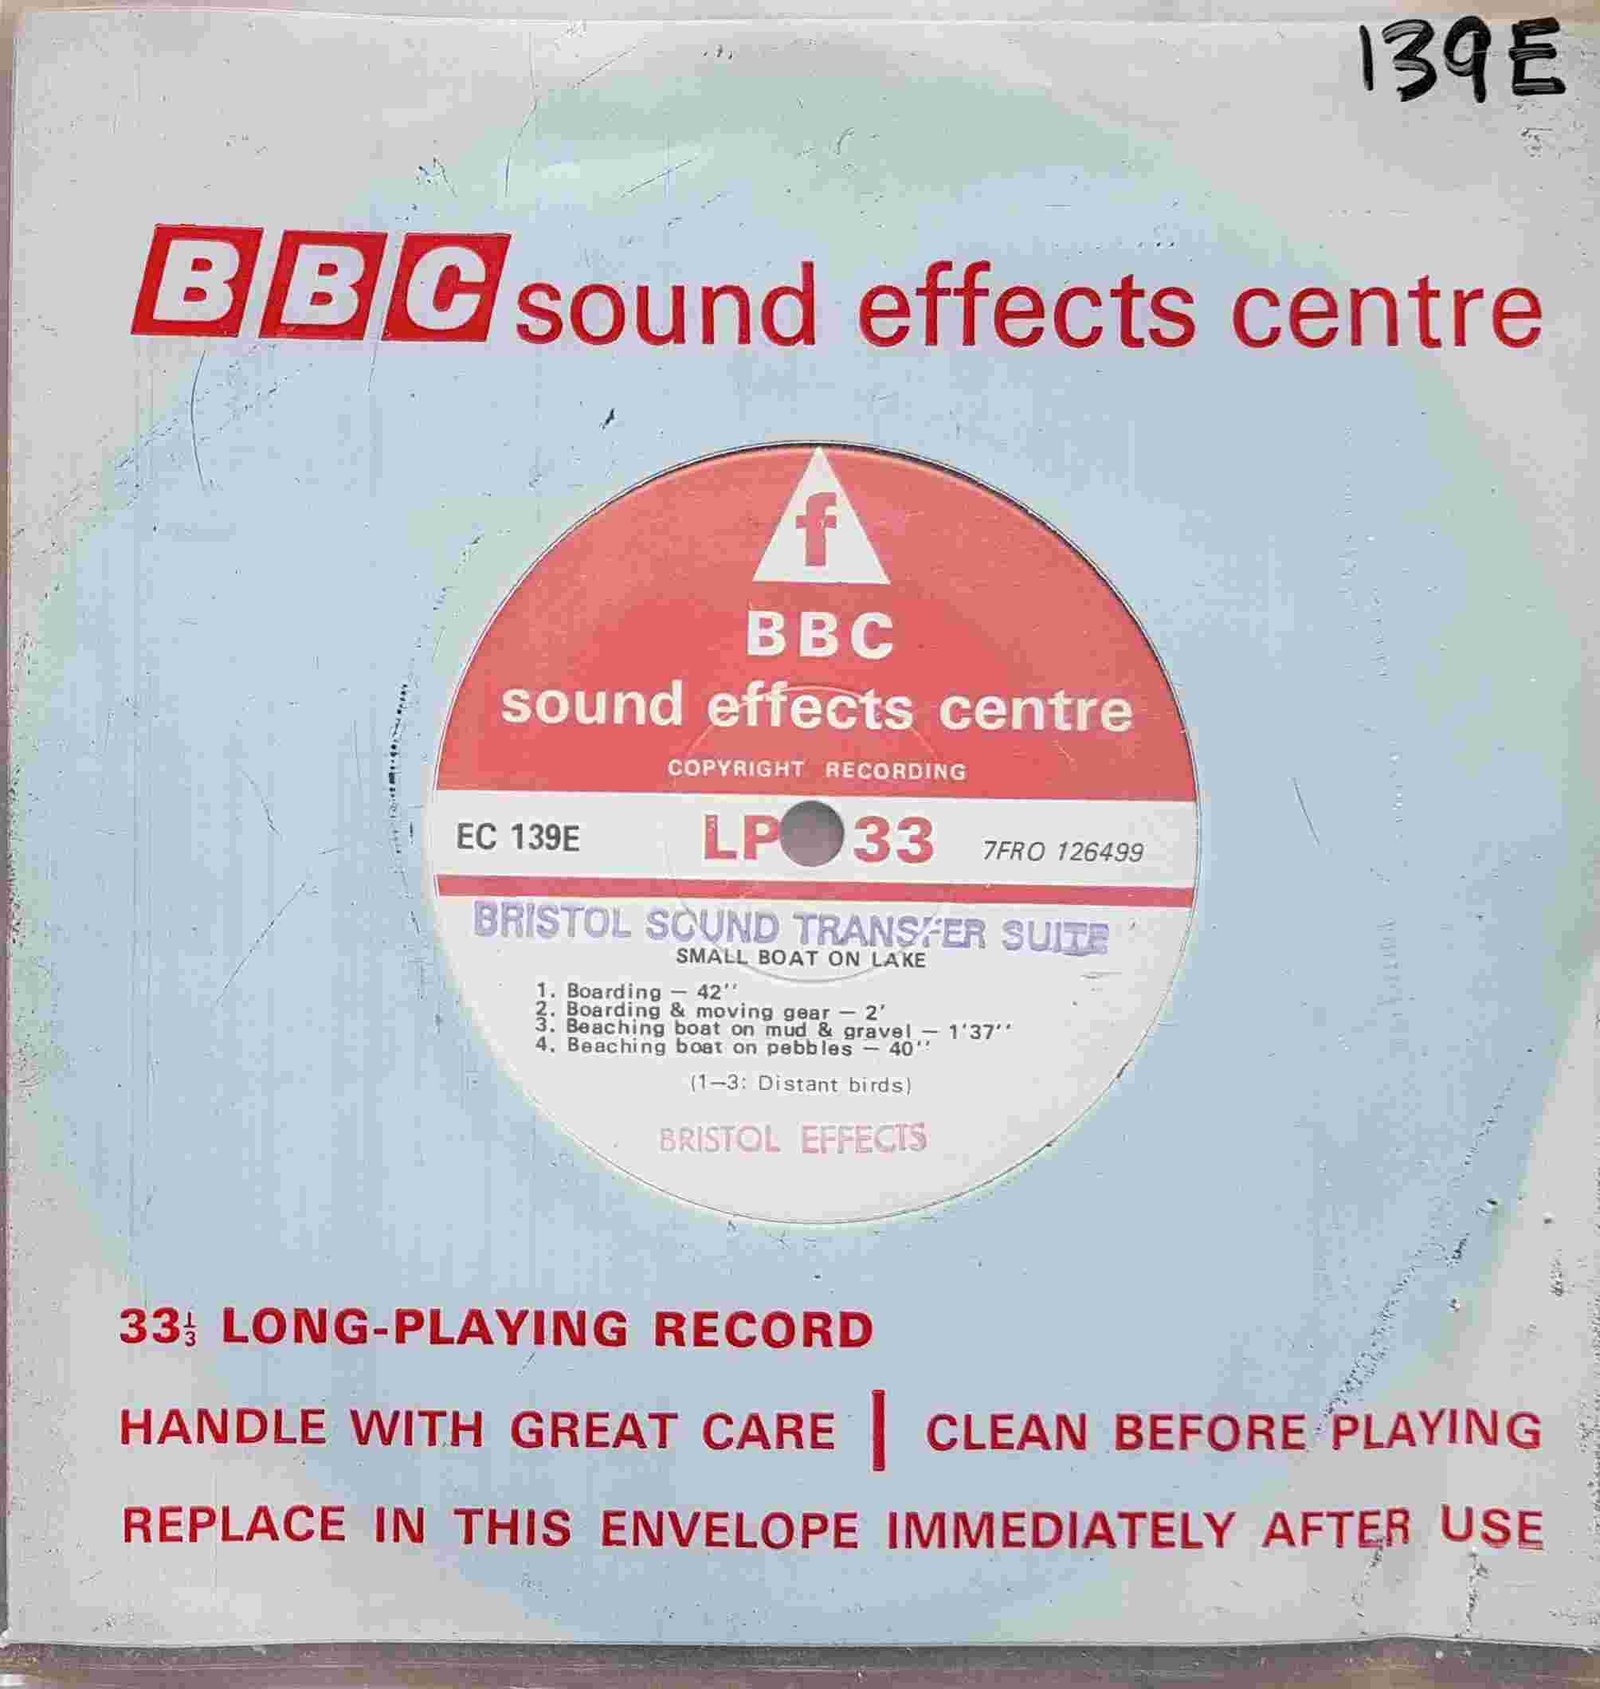 139E
BBC sound effects centre
f
BBC
sound effects centre
COPYRIGHT RECORDING
EC 139E LP 33 7FRO 126499
BRISTOL SOUND TRANSFER SUITE
SMALL BOAT ON LAKE
1. Boarding – 42''
2. Boarding & moving gear – 2'
3. Beaching boat on mud & gravel – 1'37''
4. Beaching boat on pebbles – 40''
(1–3: Distant birds)
BRISTOL EFFECTS
33⅓ LONG-PLAYING RECORD
HANDLE WITH GREAT CARE | CLEAN BEFORE PLAYING
REPLACE IN THIS ENVELOPE IMMEDIATELY AFTER USE